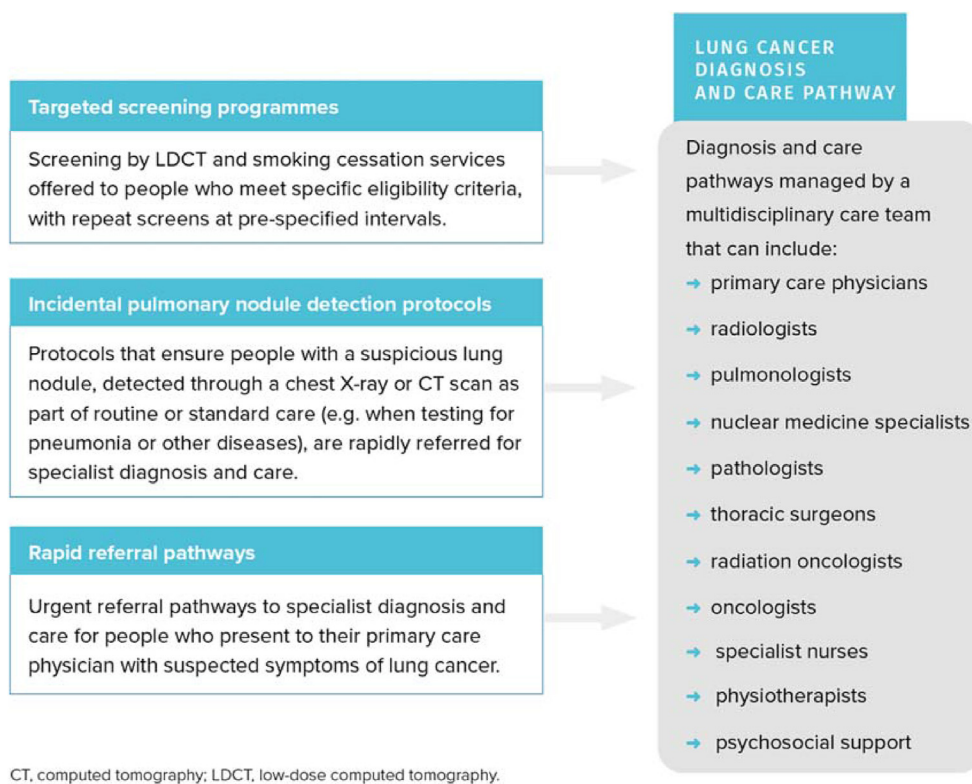 Targeted screening programmes
Screening by LDCT and smoking cessation services
offered to people who meet specific eligibility criteria,
with repeat screens at pre-specified intervals.
Incidental pulmonary nodule detection protocols
Protocols that ensure people with a suspicious lung
nodule, detected through a chest X-ray or CT scan as
part of routine or standard care (e.g. when testing for
pneumonia or other diseases), are rapidly referred for
specialist diagnosis and care.
Rapid referral pathways
Urgent referral pathways to specialist diagnosis and
care for people who present to their primary care
physician with suspected symptoms of lung cancer.
LUNG CANCER
DIAGNOSIS
AND CARE PATHWAY
Diagnosis and care
pathways managed by a
multidisciplinary care team
that can include:
→ primary care physicians
→ radiologists
→ pulmonologists
→ nuclear medicine specialists
→ pathologists
→ thoracic surgeons
→ radiation oncologists
→ oncologists
→ specialist nurses
→ physiotherapists
→ psychosocial support
CT, computed tomography; LDCT, low-dose computed tomography.